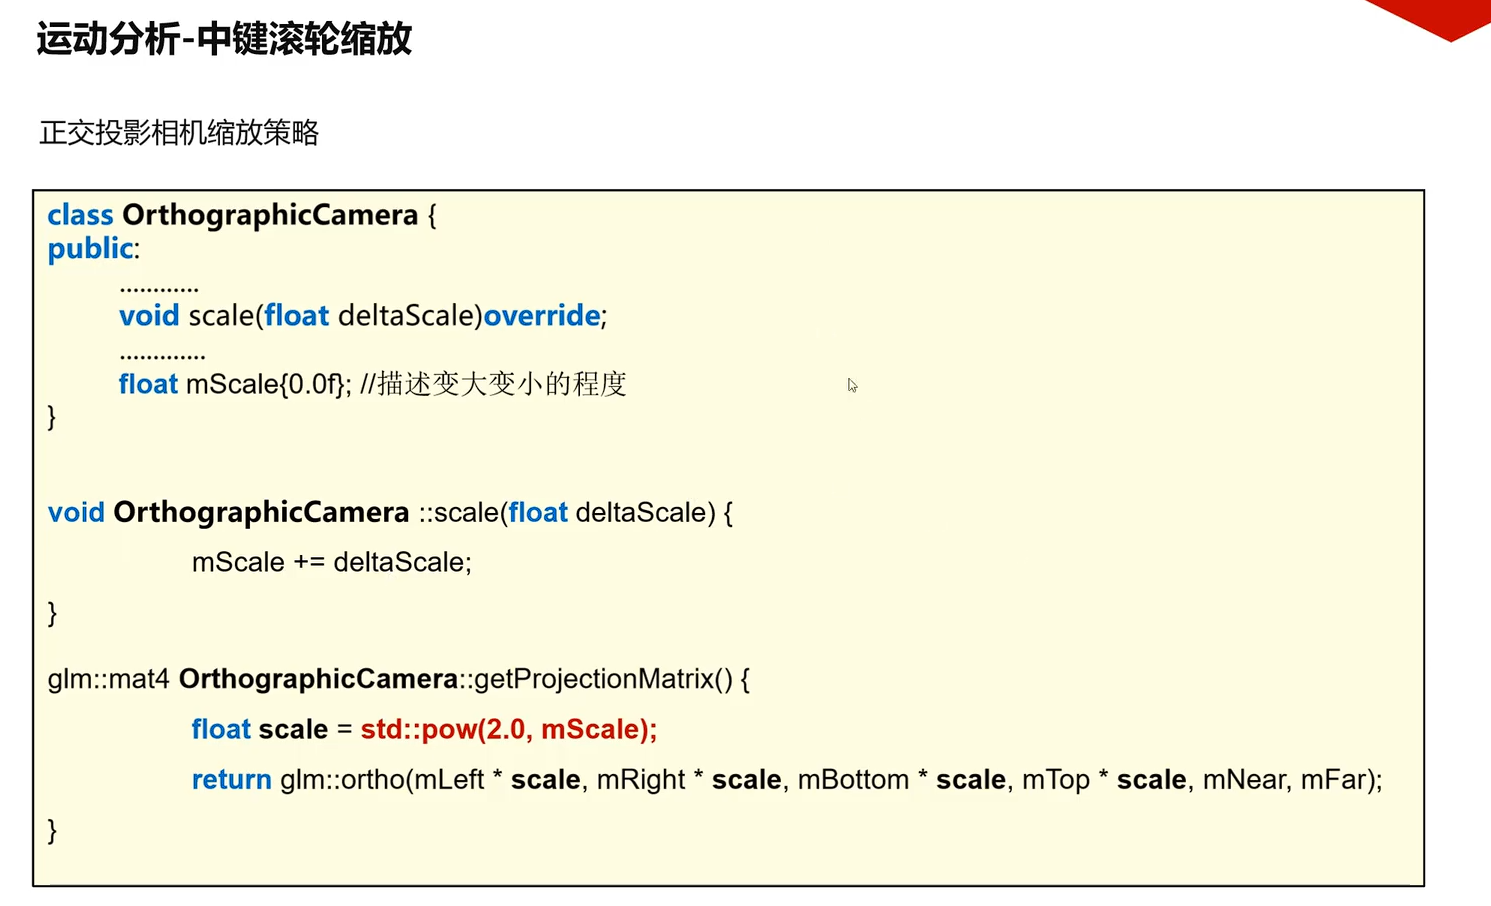 运动分析-中键滚轮缩放
正交投影相机缩放策略
class OrthographicCamera {
public:
............
void scale(float deltaScale)override;
.............
float mScale{0.0f}; //描述变大变小的程度
}
void OrthographicCamera ::scale(float deltaScale) {
mScale += deltaScale;
}
glm::mat4 OrthographicCamera::getProjectionMatrix() {
float scale = std::pow(2.0, mScale);
return glm::ortho(mLeft * scale, mRight * scale, mBottom * scale, mTop * scale, mNear, mFar);
}